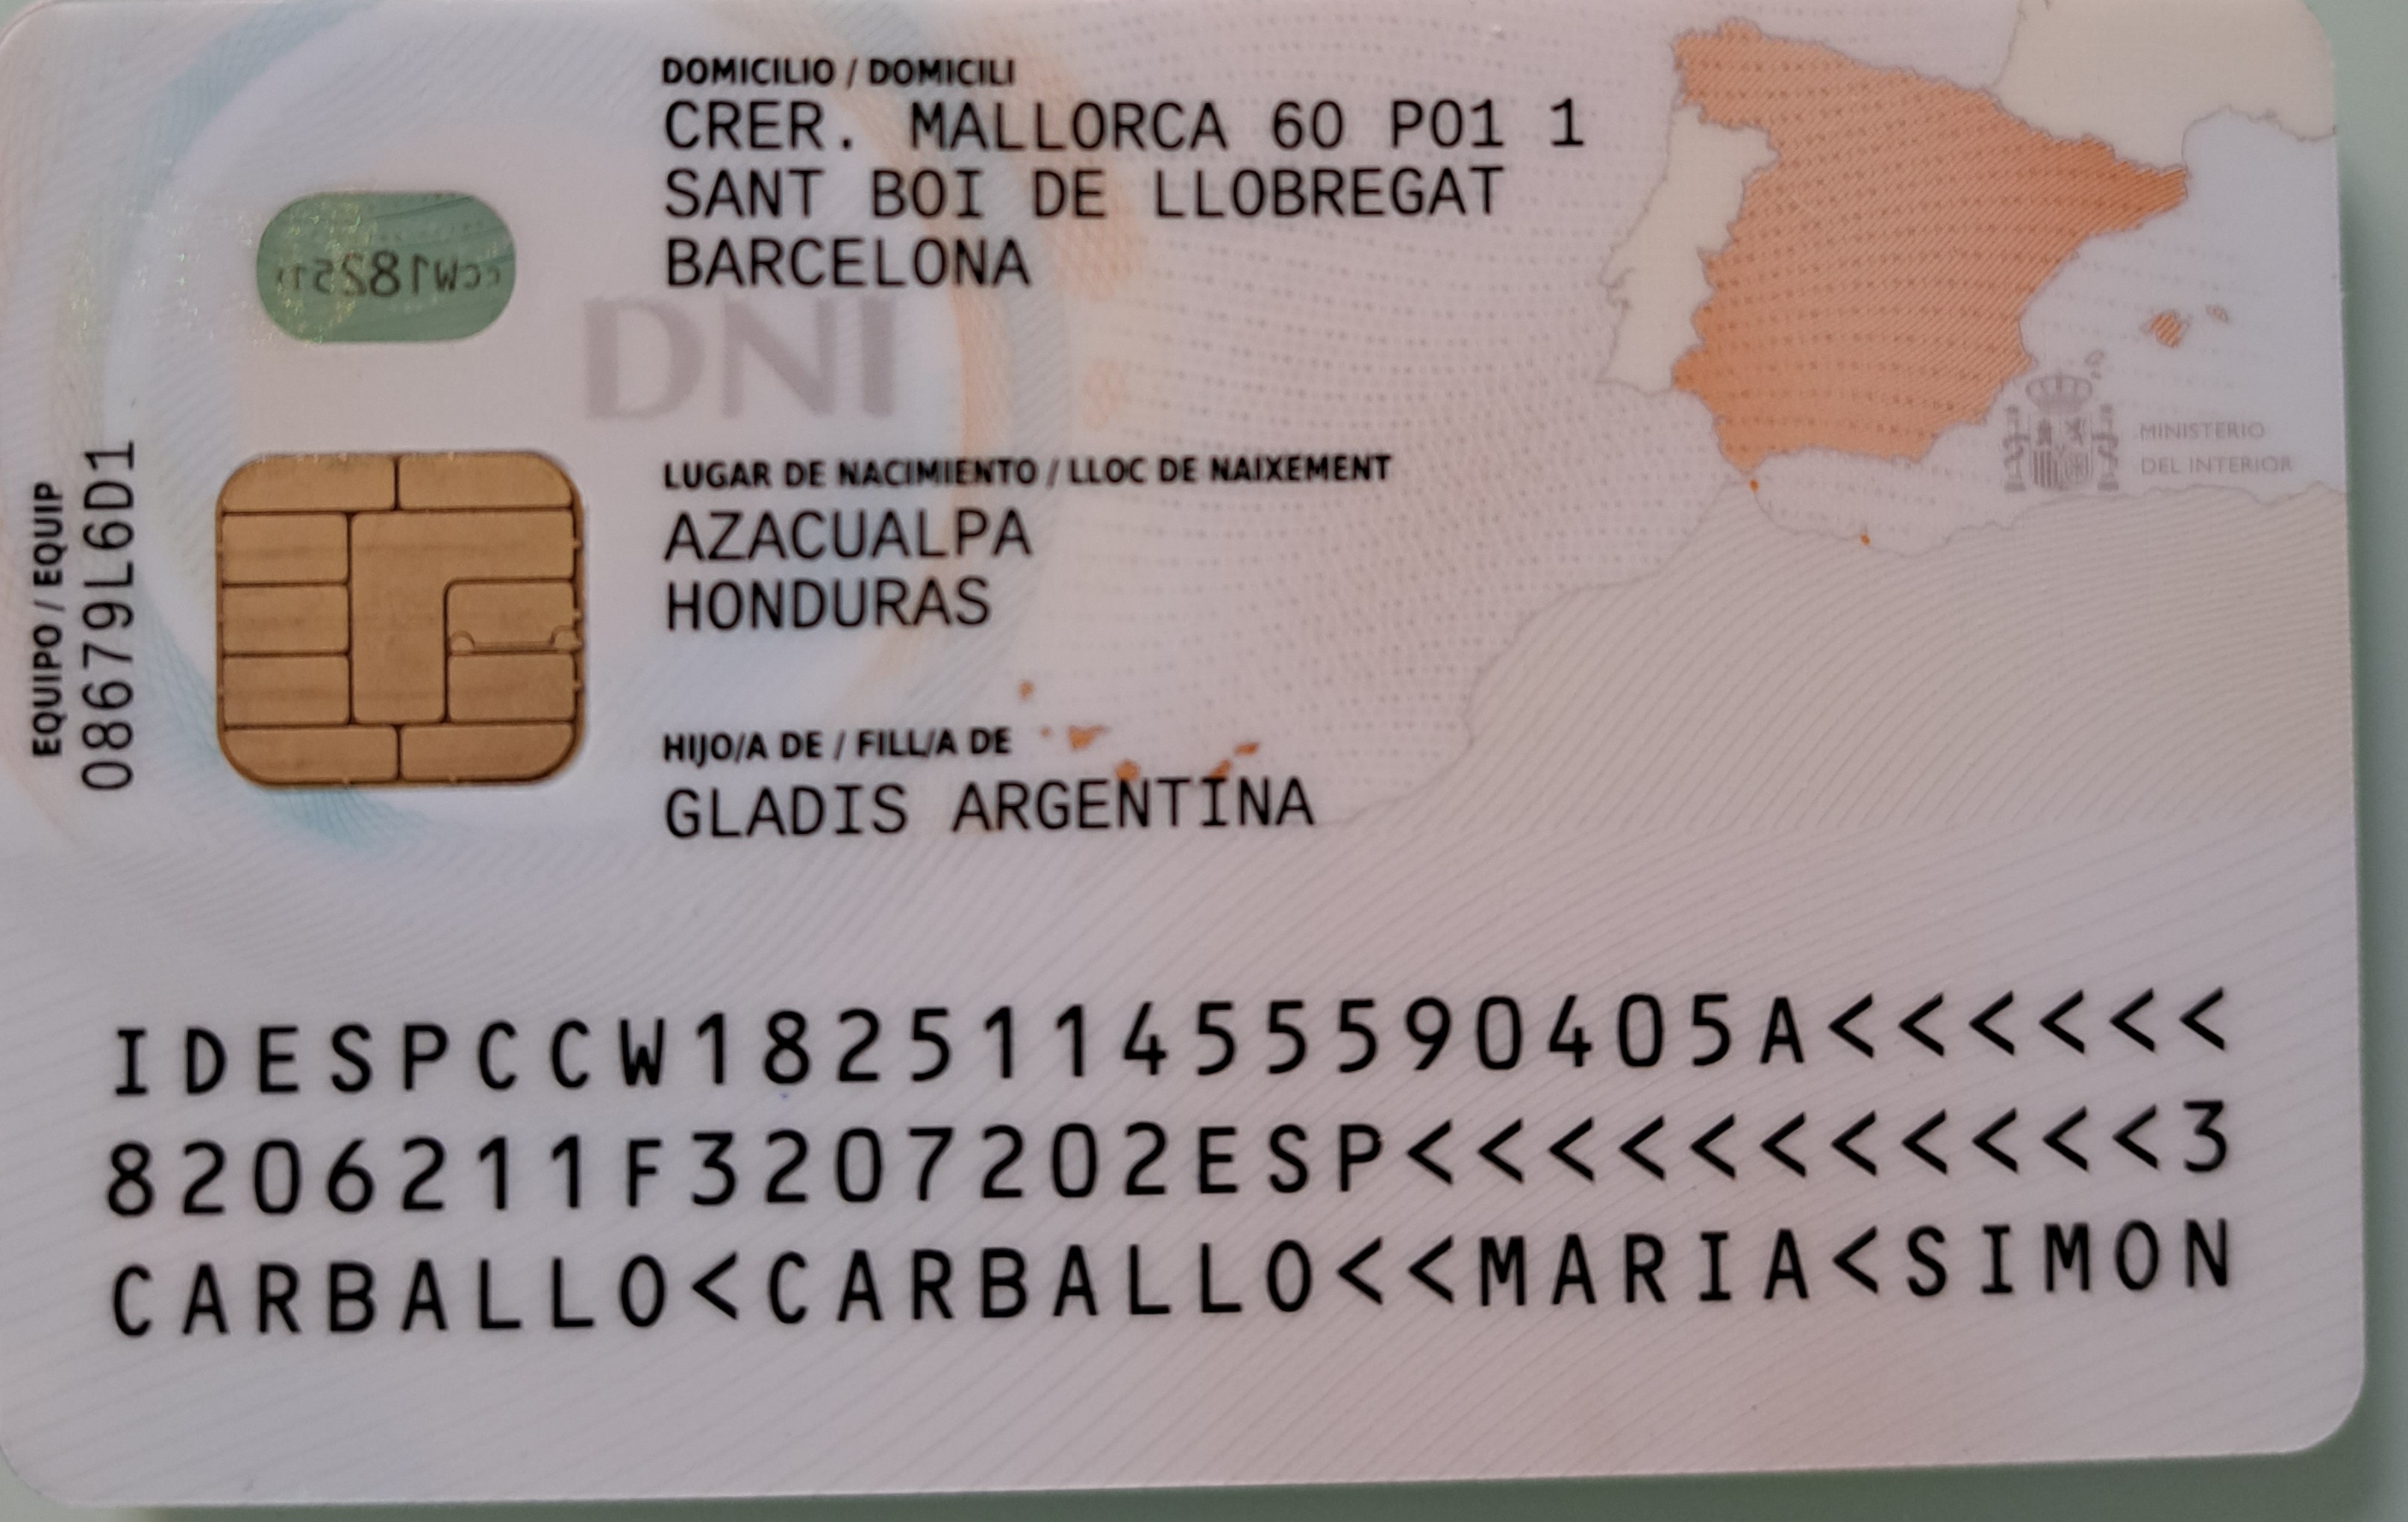 DOMICILIO / DOMICILI
CRER. MALLORCA 60 P01 1
SANT BOI DE LLOBREGAT
BARCELONA
DNI
LUGAR DE NACIMIENTO / LLOC DE NAIXEMENT
AZACUALPA
HONDURAS
MINISTERIO
DEL INTERIOR
HIJO/A DE / FILL/A DE
GLADIS ARGENTINA
EQUIPO / EQUIP
08679L6D1
IDESPCCW182511455590405A<<<<<<
8206211F3207202ESP<<<<<<<<<<<3
CARBALLO<CARBALLO<<MARIA<SIMON